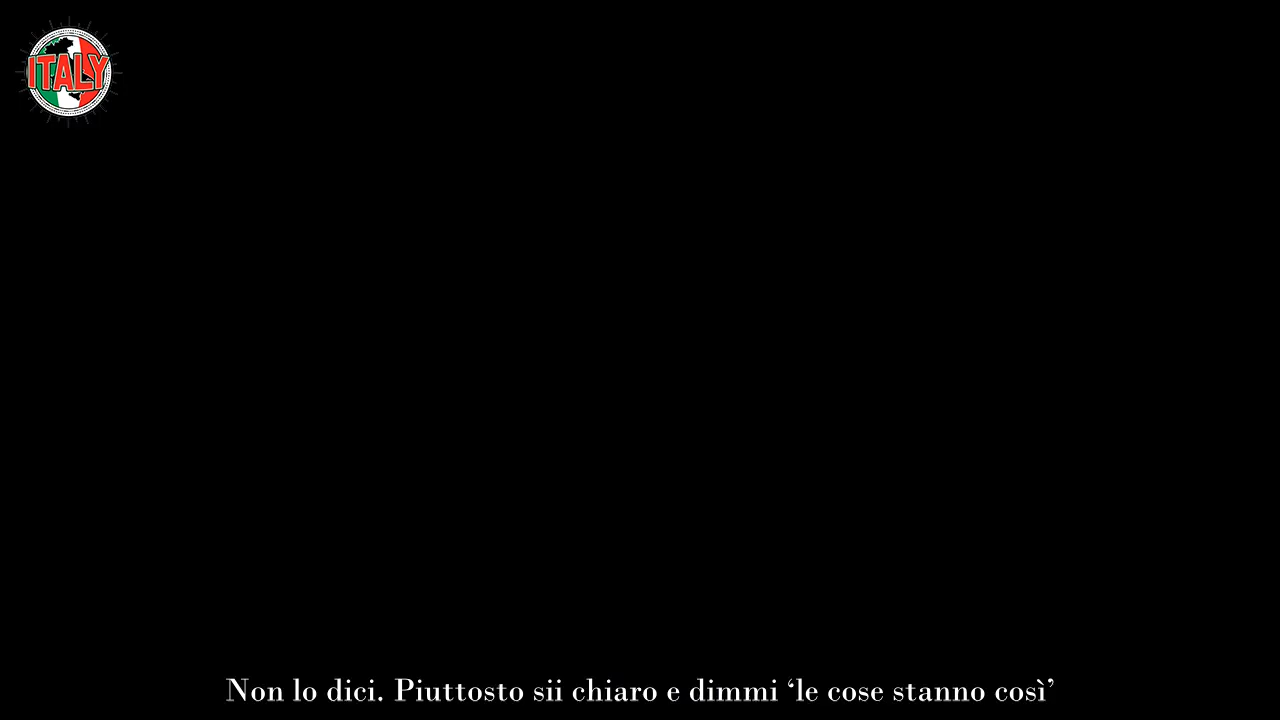 ITALY
Non lo dici. Piuttosto sii chiaro e dimmi ‘le cose stanno così’